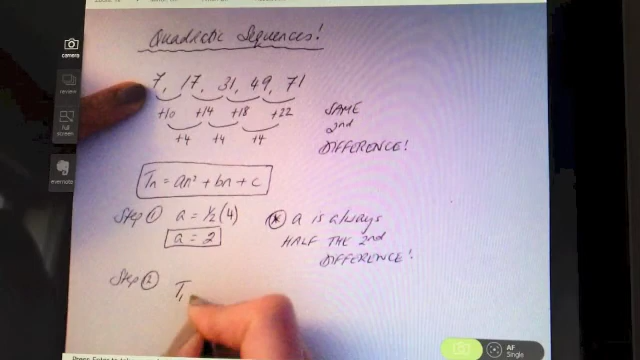 Quadratic Sequences!
7, 17, 31, 49, 71
+10 +14 +18 +22
+4 +4 +4
SAME
2nd
DIFFERENCE!
Tn = an² + bn + c
Step ① a = 1/2 (4)
a = 2
* a is always
HALF THE 2nd
DIFFERENCE!
Step ② T1
camera
review
full
screen
evernote
AF
Single